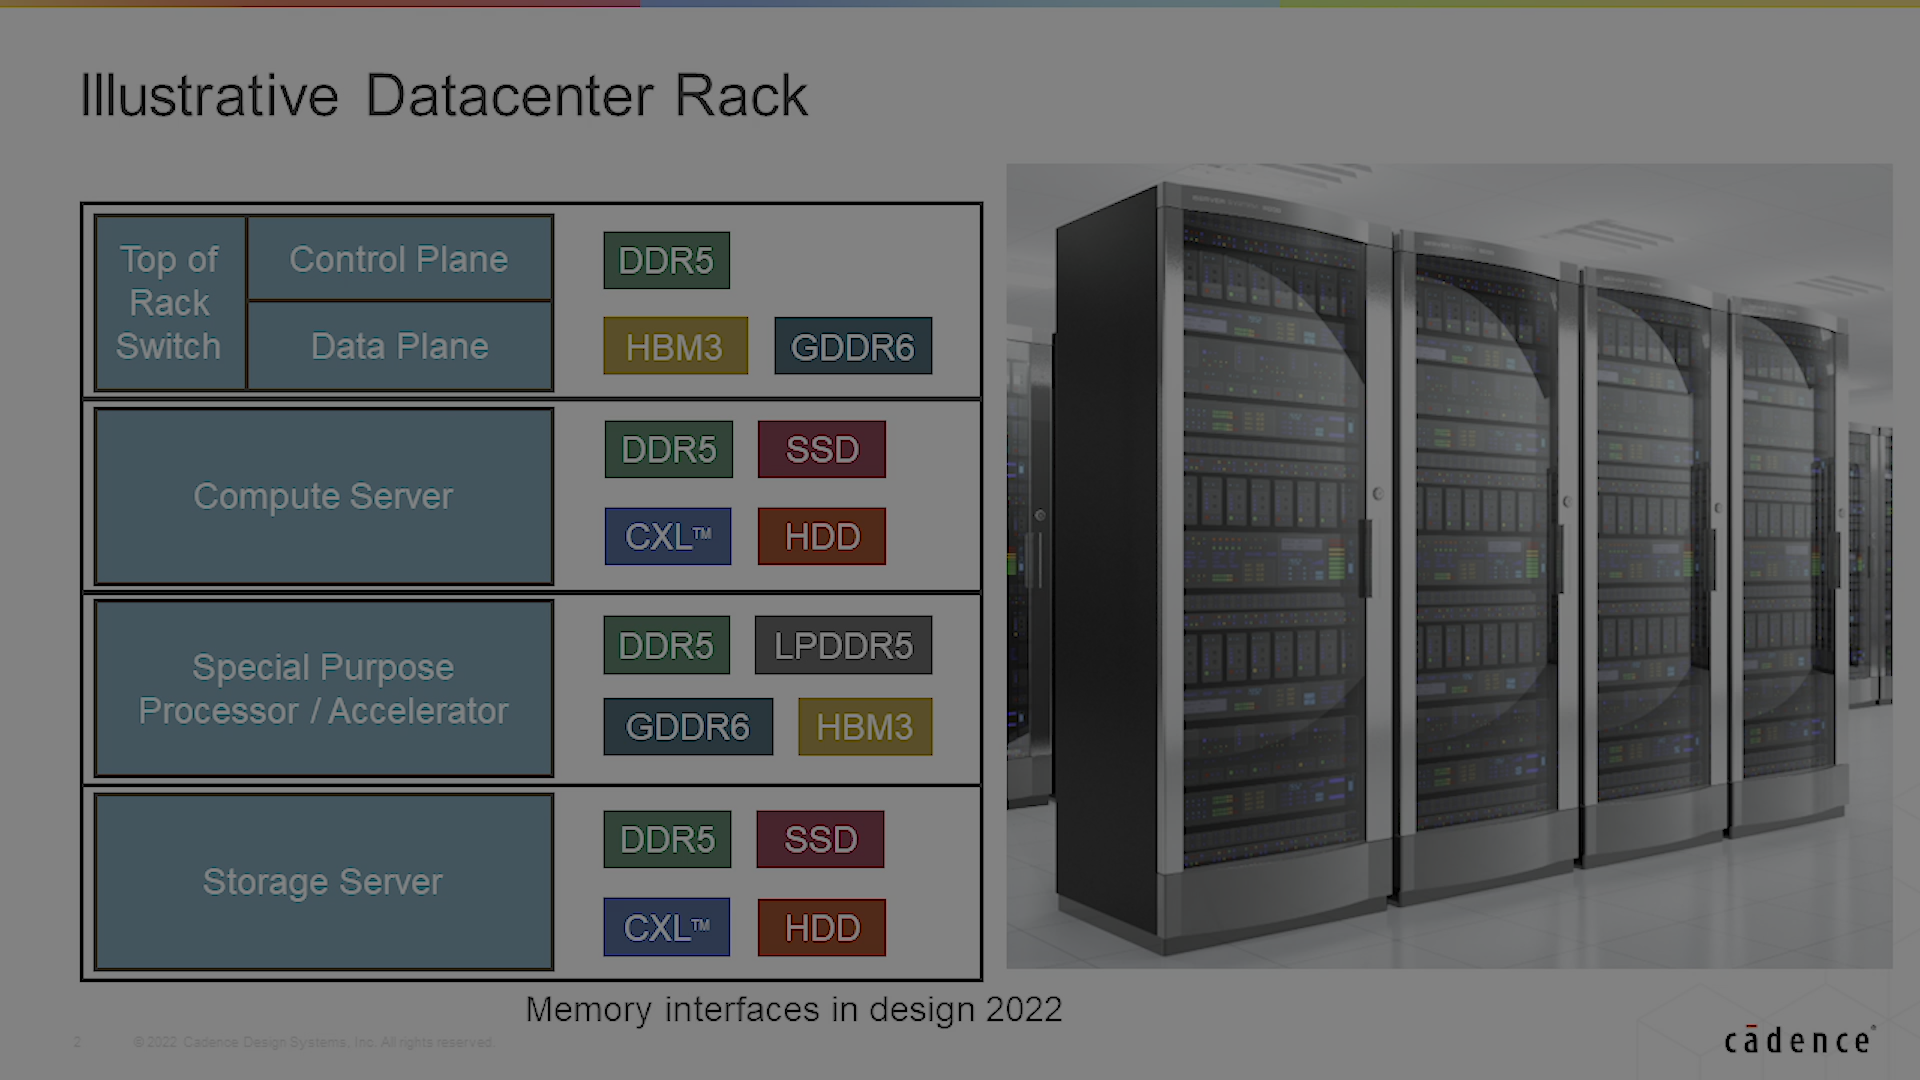 Illustrative Datacenter Rack
Top of
Rack
Switch
Control Plane
Data Plane
DDR5
HBM3
GDDR6
Compute Server
DDR5
SSD
CXL™
HDD
Special Purpose
Processor / Accelerator
DDR5
LPDDR5
GDDR6
HBM3
Storage Server
DDR5
SSD
CXL™
HDD
Memory interfaces in design 2022
2
© 2022 Cadence Design Systems, Inc. All rights reserved.
cādence®